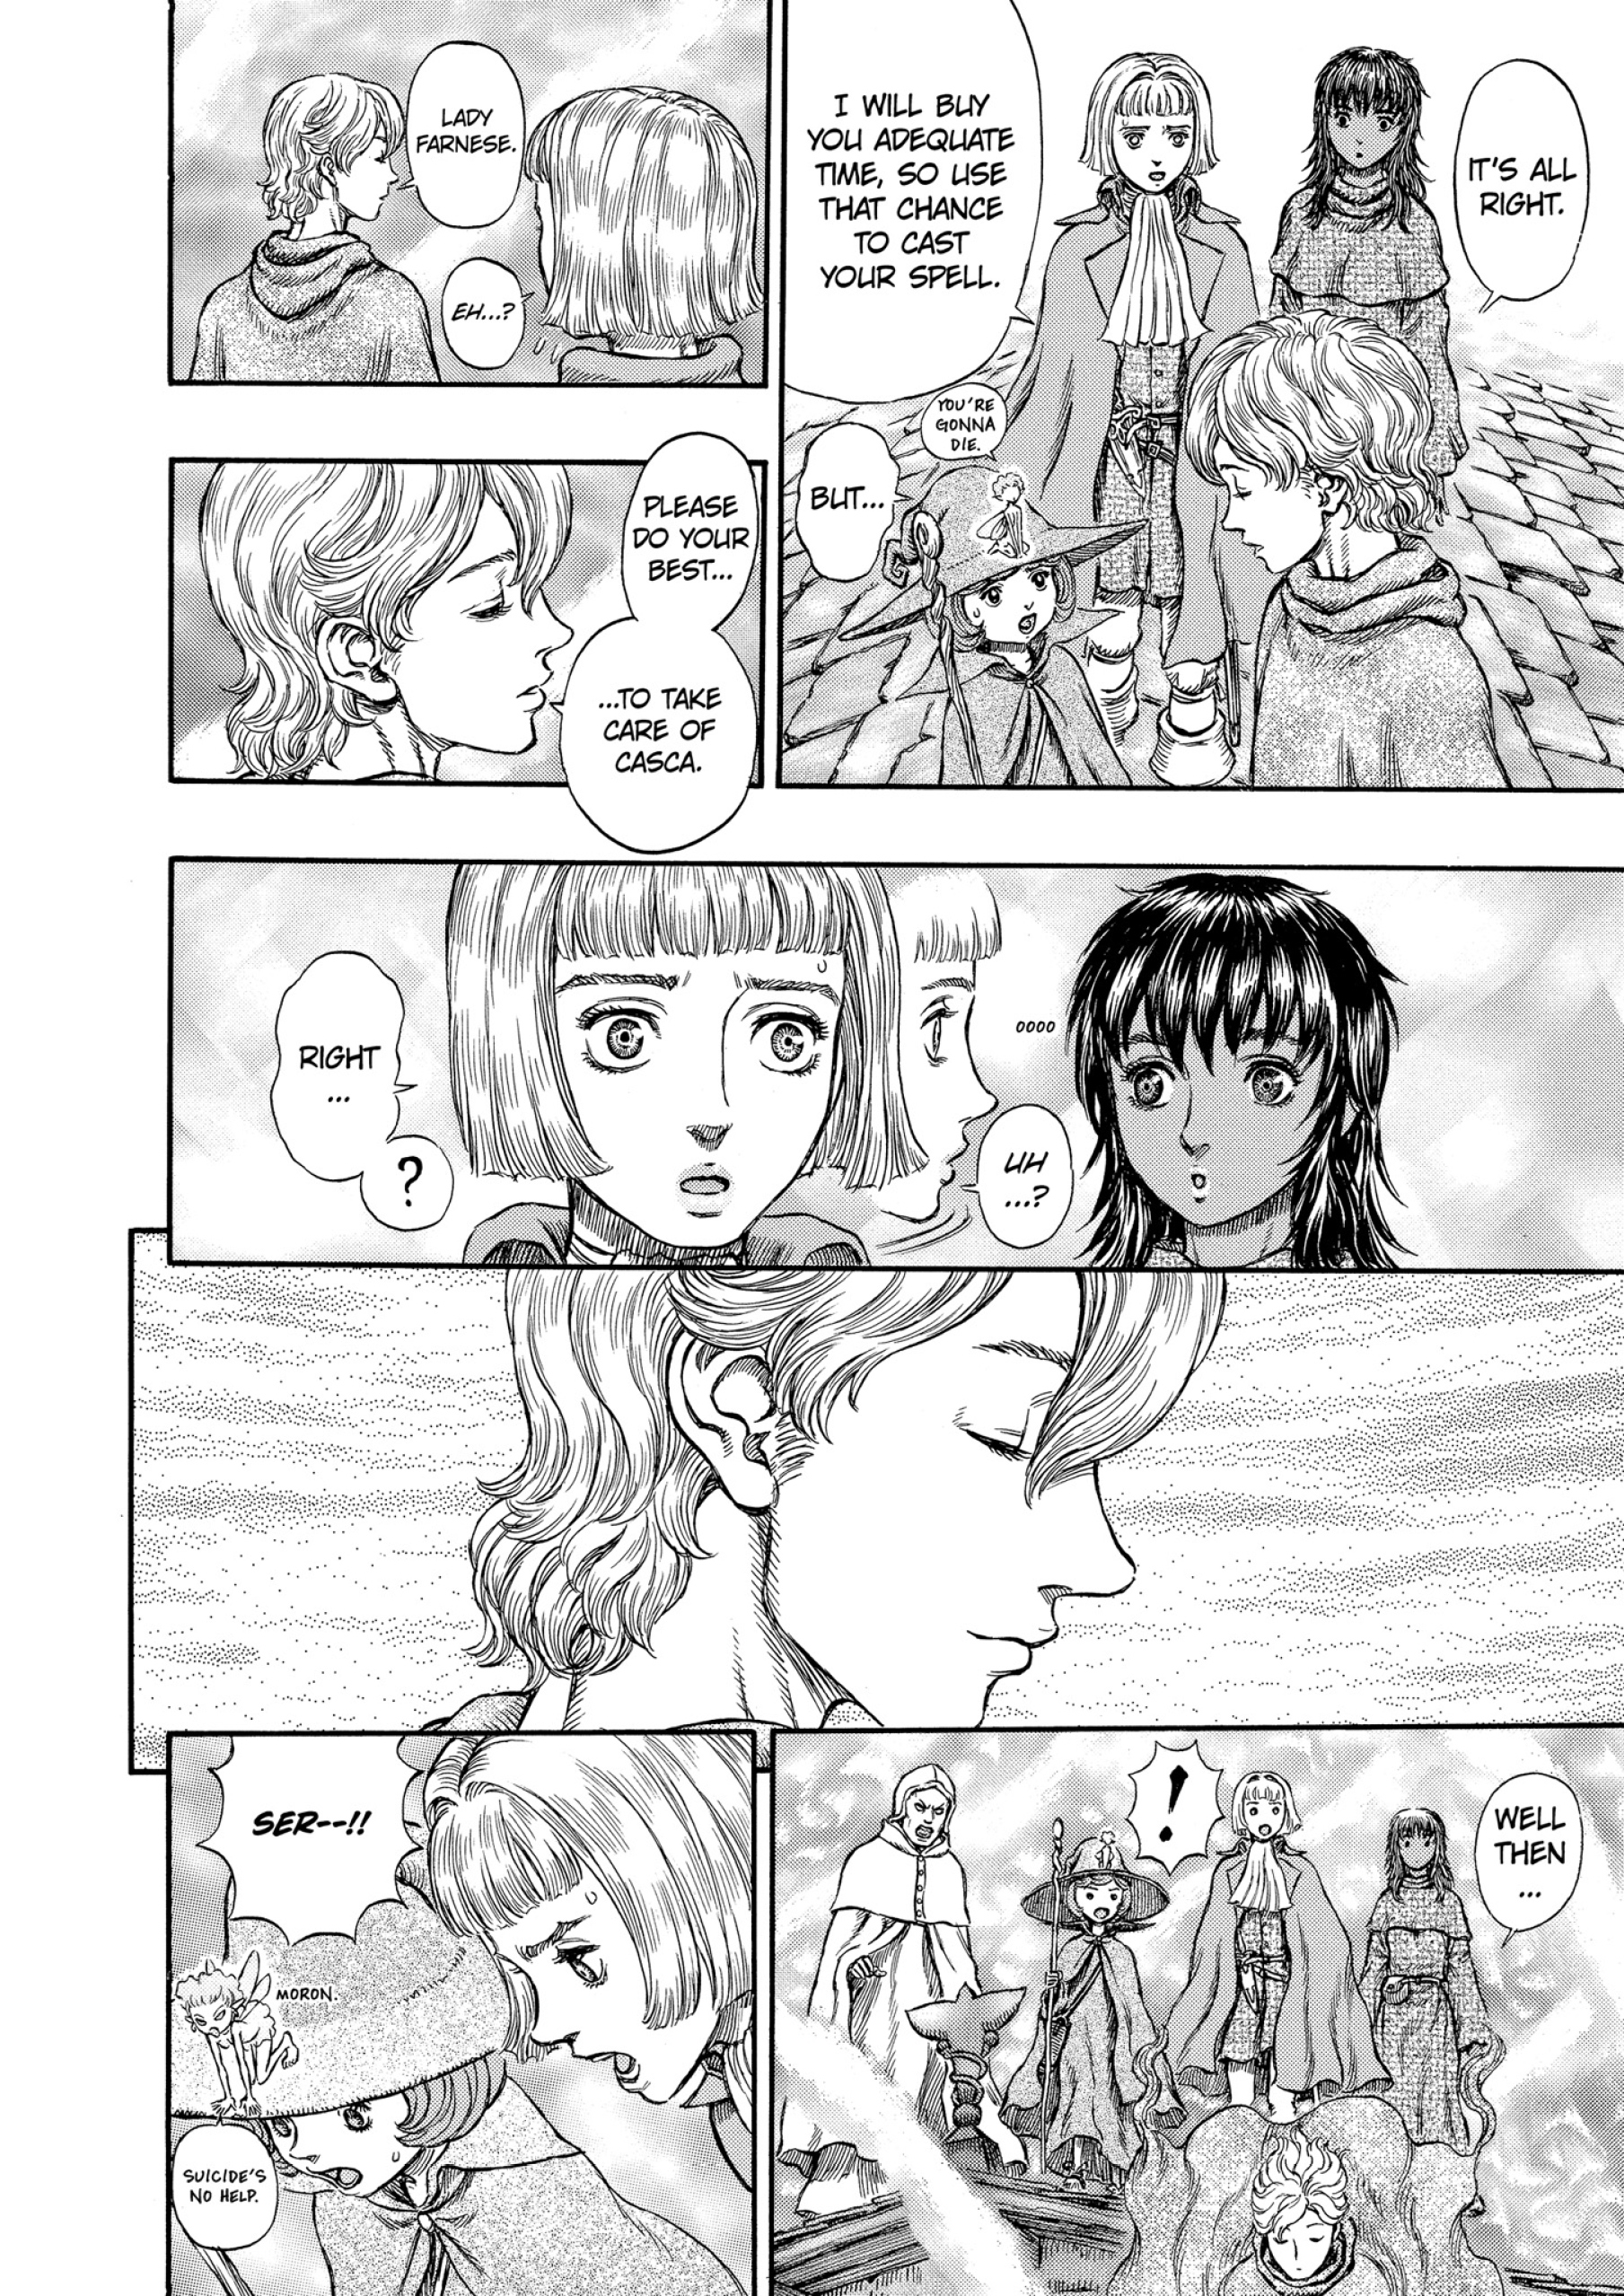 IT'S ALL
RIGHT.
I WILL BUY
YOU ADEQUATE
TIME, SO USE
THAT CHANCE
TO CAST
YOUR SPELL.
YOU'RE
GONNA
DIE.
BUT...
LADY
FARNESE.
EH...?
PLEASE
DO YOUR
BEST...
...TO TAKE
CARE OF
CASCA.
OOOO
UH
...?
RIGHT
...
?
WELL
THEN
...
!
SER--!!
MORON.
SUICIDE'S
NO HELP.